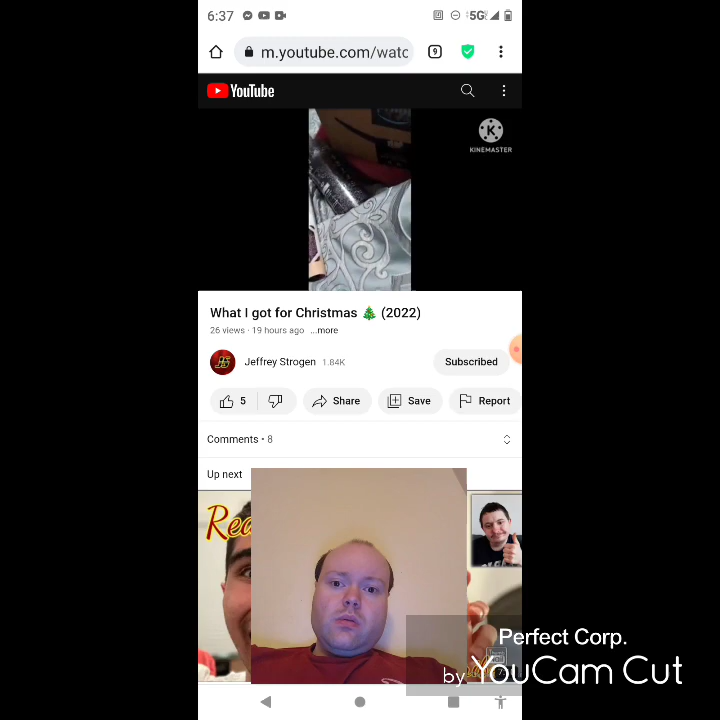 6:37
5G
m.youtube.com/watc
9
YouTube
K
KINEMASTER
What I got for Christmas 🎄 (2022)
26 views · 19 hours ago ...more
JS
Jeffrey Strogen 1.84K
Subscribed
5
Share
Save
Report
Comments • 8
Up next
Rea
Perfect Corp.
by YouCam Cut